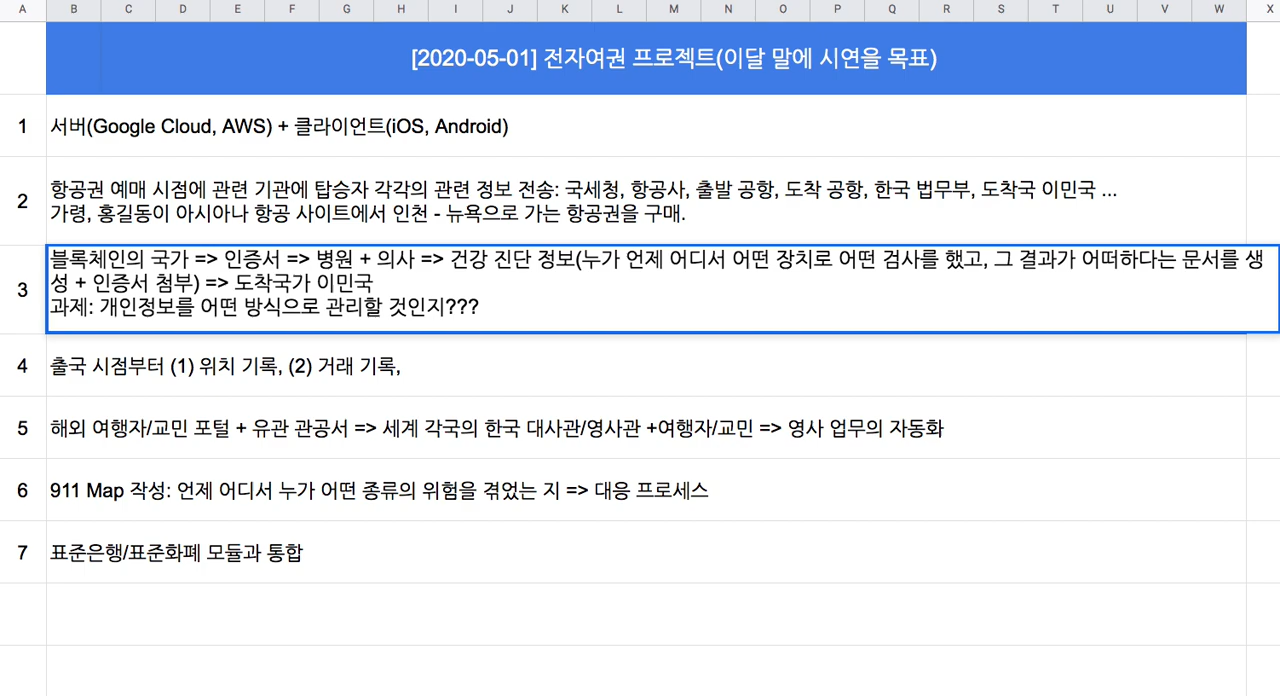 A B C D E F G H I J K L M N O P Q R S T U V W X
[2020-05-01] 전자여권 프로젝트(이달 말에 시연을 목표)
1 서버(Google Cloud, AWS) + 클라이언트(iOS, Android)
2 항공권 예매 시점에 관련 기관에 탑승자 각각의 관련 정보 전송: 국세청, 항공사, 출발 공항, 도착 공항, 한국 법무부, 도착국 이민국 ...
가령, 홍길동이 아시아나 항공 사이트에서 인천 - 뉴욕으로 가는 항공권을 구매.
3 블록체인의 국가 => 인증서 => 병원 + 의사 => 건강 진단 정보(누가 언제 어디서 어떤 장치로 어떤 검사를 했고, 그 결과가 어떠하다는 문서를 생
성 + 인증서 첨부) => 도착국가 이민국
과제: 개인정보를 어떤 방식으로 관리할 것인지???
4 출국 시점부터 (1) 위치 기록, (2) 거래 기록,
5 해외 여행자/교민 포털 + 유관 관공서 => 세계 각국의 한국 대사관/영사관 +여행자/교민 => 영사 업무의 자동화
6 911 Map 작성: 언제 어디서 누가 어떤 종류의 위험을 겪었는 지 => 대응 프로세스
7 표준은행/표준화폐 모듈과 통합